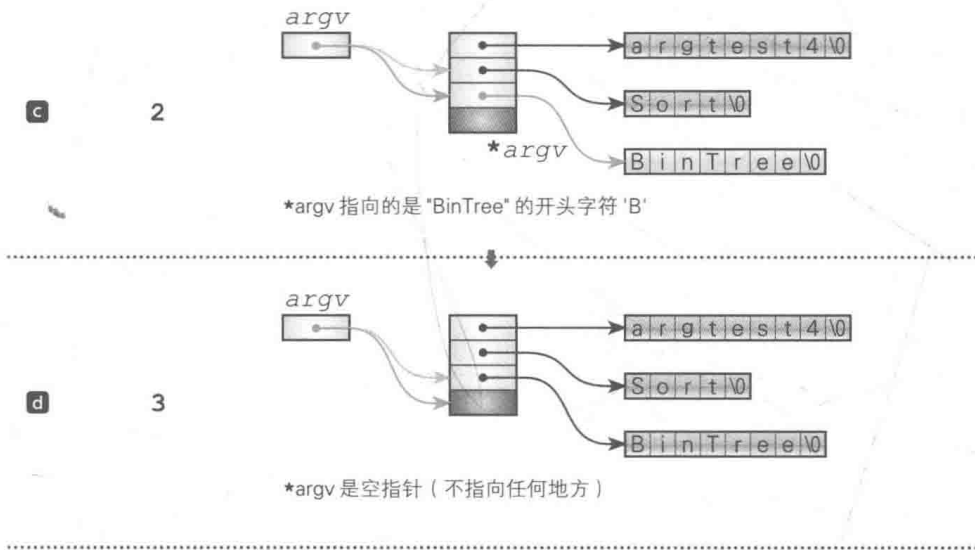 argv
argtest4\0
c 2
Sort\0
*argv
BinTree\0
*argv 指向的是 "BinTree" 的开头字符 'B'
argv
argtest4\0
Sort\0
d 3
BinTree\0
*argv 是空指针（不指向任何地方）